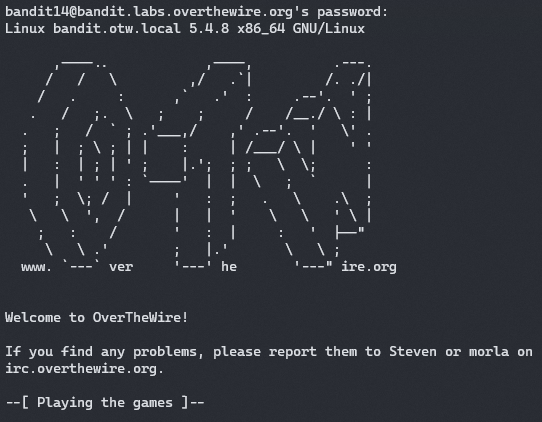 bandit14@bandit.labs.overthewire.org's password:
Linux bandit.otw.local 5.4.8 x86_64 GNU/Linux
www. ver he ire.org
Welcome to OverTheWire!
If you find any problems, please report them to Steven or morla on
irc.overthewire.org.
--[ Playing the games ]--